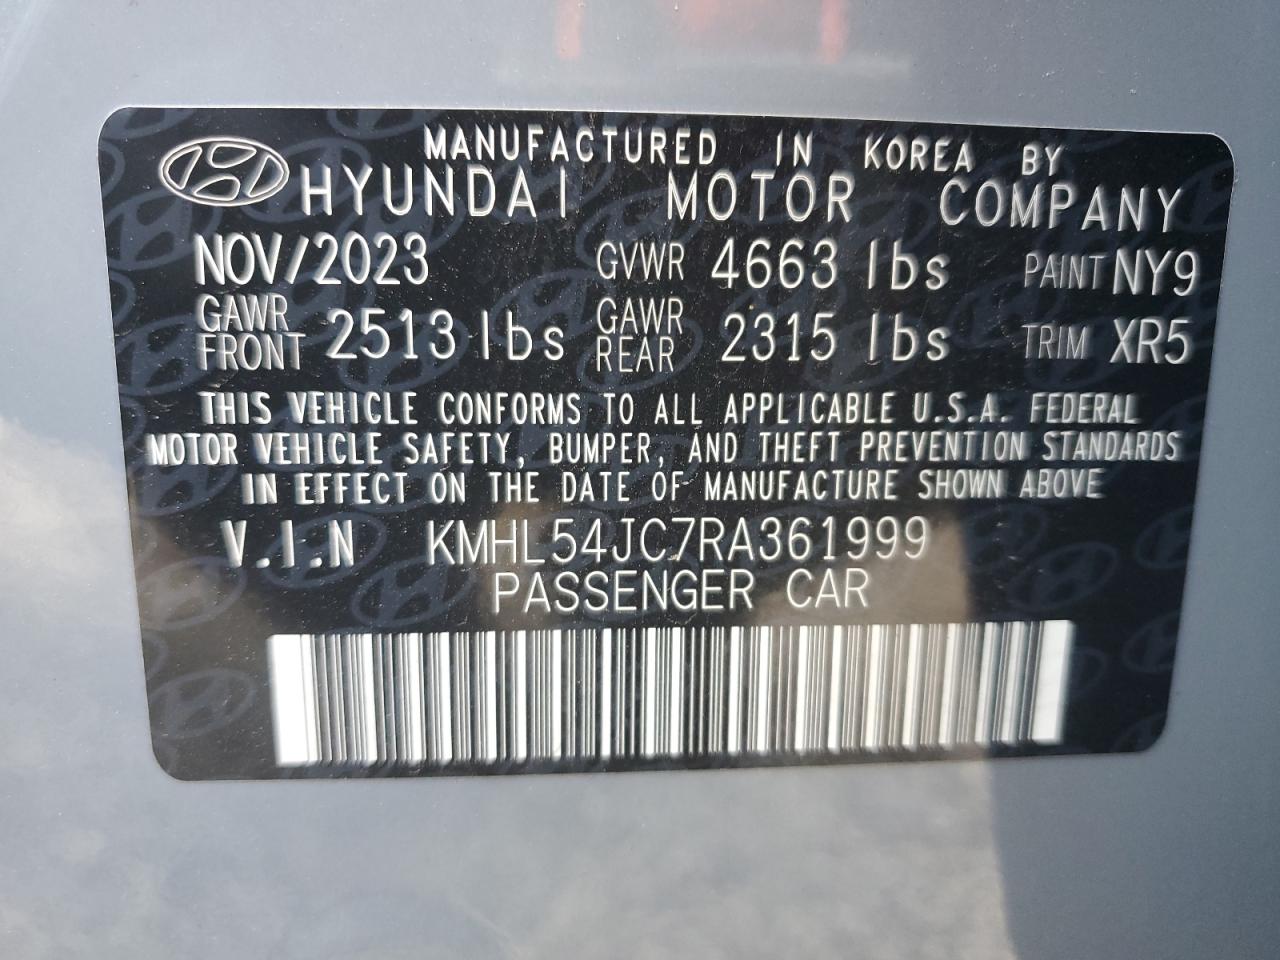 MANUFACTURED IN KOREA BY
HYUNDAI MOTOR COMPANY
NOV/2023 GVWR 4663 lbs PAINT NY9
GAWR FRONT 2513 lbs GAWR REAR 2315 lbs TRIM XR5
THIS VEHICLE CONFORMS TO ALL APPLICABLE U.S.A. FEDERAL
MOTOR VEHICLE SAFETY, BUMPER, AND THEFT PREVENTION STANDARDS
IN EFFECT ON THE DATE OF MANUFACTURE SHOWN ABOVE
V.I.N KMHL54JC7RA361999
PASSENGER CAR